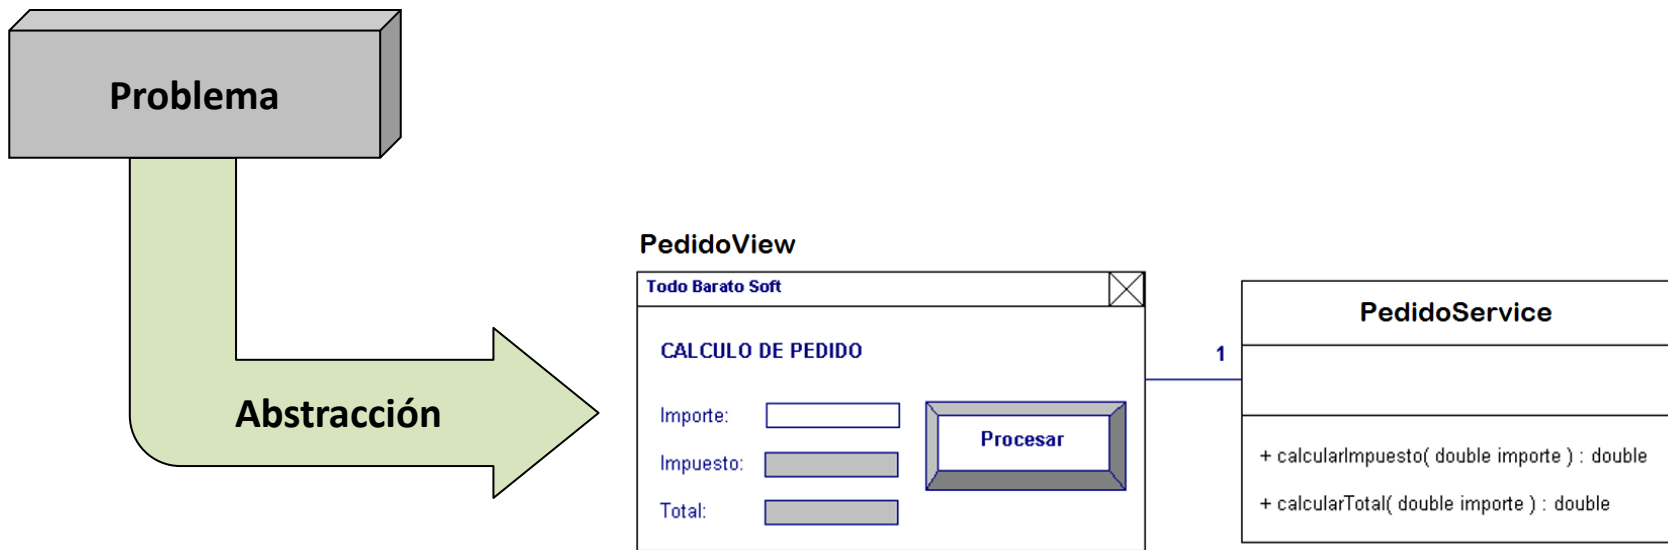 Problema
Abstracción
PedidoView
Todo Barato Soft
CALCULO DE PEDIDO
Importe:
Impuesto:
Total:
Procesar
1
PedidoService
+ calcularImpuesto( double importe ) : double
+ calcularTotal( double importe ) : double